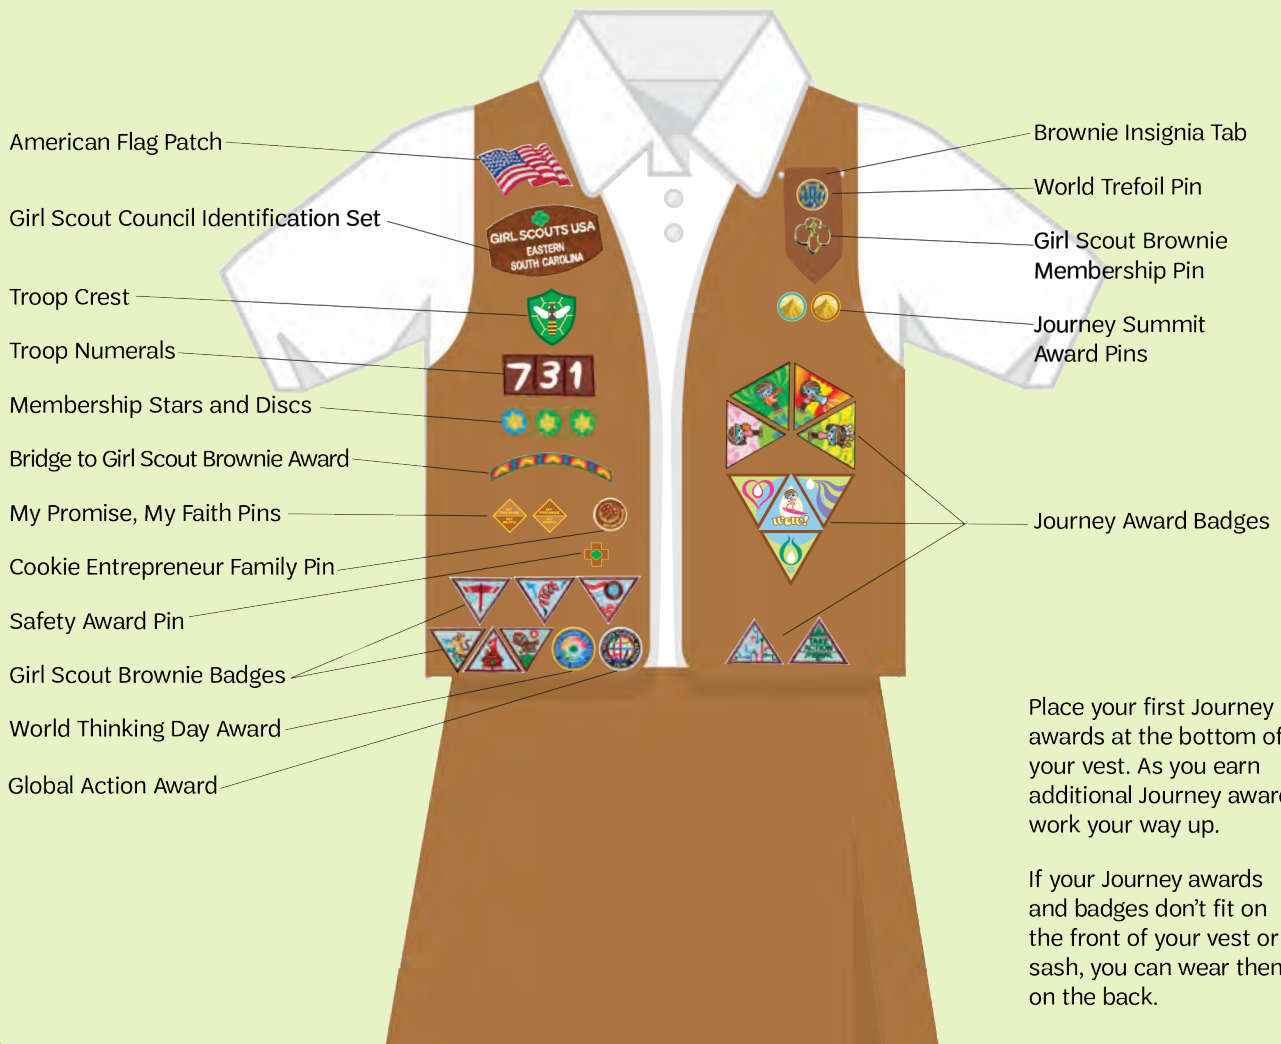 American Flag Patch
Girl Scout Council Identification Set
Troop Crest
Troop Numerals
Membership Stars and Discs
Bridge to Girl Scout Brownie Award
My Promise, My Faith Pins
Cookie Entrepreneur Family Pin
Safety Award Pin
Girl Scout Brownie Badges
World Thinking Day Award
Global Action Award
GIRL SCOUTS USA
EASTERN
SOUTH CAROLINA
731
WOW!
TAKE
ACTION
Brownie Insignia Tab
World Trefoil Pin
Girl Scout Brownie
Membership Pin
Journey Summit
Award Pins
Journey Award Badges
Place your first Journey
awards at the bottom of
your vest. As you earn
additional Journey awar
work your way up.
If your Journey awards
and badges don’t fit on
the front of your vest or
sash, you can wear then
on the back.